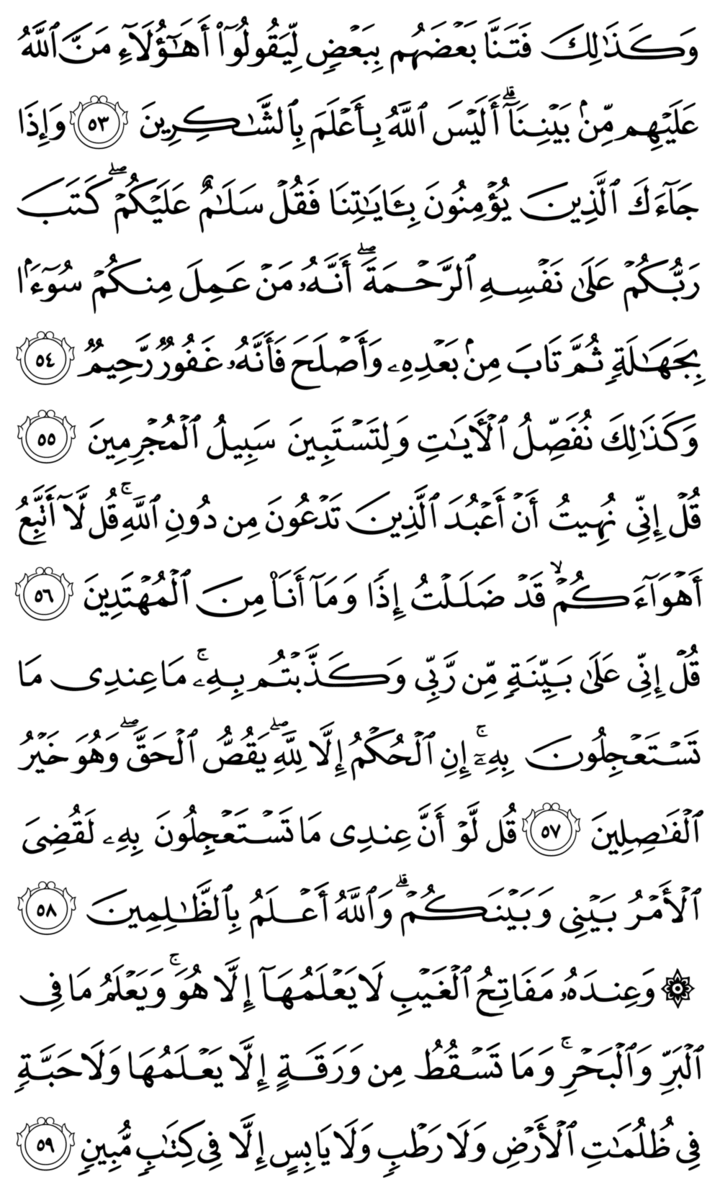 وَكَذَٰلِكَ فَتَنَّا بَعۡضَهُم بِبَعۡضٖ لِّيَقُولُوٓاْ أَهَٰٓؤُلَآءِ مَنَّ ٱللَّهُ
عَلَيۡهِم مِّنۢ بَيۡنِنَآۗ أَلَيۡسَ ٱللَّهُ بِأَعۡلَمَ بِٱلشَّٰكِرِينَ ٥٣ وَإِذَا
جَآءَكَ ٱلَّذِينَ يُؤۡمِنُونَ بِـَٔايَٰتِنَا فَقُلۡ سَلَٰمٌ عَلَيۡكُمۡۖ كَتَبَ
رَبُّكُمۡ عَلَىٰ نَفۡسِهِ ٱلرَّحۡمَةَۖ أَنَّهُۥ مَنۡ عَمِلَ مِنكُمۡ سُوٓءَۢا
بِجَهَٰلَةٖ ثُمَّ تَابَ مِنۢ بَعۡدِهِۦ وَأَصۡلَحَ فَأَنَّهُۥ غَفُورٞ رَّحِيمٞ ٥٤
وَكَذَٰلِكَ نُفَصِّلُ ٱلۡأٓيَٰتِ وَلِتَسۡتَبِينَ سَبِيلُ ٱلۡمُجۡرِمِينَ ٥٥
قُلۡ إِنِّي نُهِيتُ أَنۡ أَعۡبُدَ ٱلَّذِينَ تَدۡعُونَ مِن دُونِ ٱللَّهِۚ قُل لَّآ أَتَّبِعُ
أَهۡوَآءَكُمۡۙ قَدۡ ضَلَلۡتُ إِذٗا وَمَآ أَنَا۠ مِنَ ٱلۡمُهۡتَدِينَ ٥٦
قُلۡ إِنِّي عَلَىٰ بَيِّنَةٖ مِّن رَّبِّي وَكَذَّبۡتُم بِهِۦۚ مَا عِندِي مَا
تَسۡتَعۡجِلُونَ بِهِۦٓۚ إِنِ ٱلۡحُكۡمُ إِلَّا لِلَّهِۖ يَقُصُّ ٱلۡحَقَّۖ وَهُوَ خَيۡرُ
ٱلۡفَٰصِلِينَ ٥٧ قُل لَّوۡ أَنَّ عِندِي مَا تَسۡتَعۡجِلُونَ بِهِۦ لَقُضِيَ
ٱلۡأَمۡرُ بَيۡنِي وَبَيۡنَكُمۡۗ وَٱللَّهُ أَعۡلَمُ بِٱلظَّٰلِمِينَ ٥٨
۞ وَعِندَهُۥ مَفَاتِحُ ٱلۡغَيۡبِ لَا يَعۡلَمُهَآ إِلَّا هُوَۚ وَيَعۡلَمُ مَا فِي
ٱلۡبَرِّ وَٱلۡبَحۡرِۚ وَمَا تَسۡقُطُ مِن وَرَقَةٍ إِلَّا يَعۡلَمُهَا وَلَا حَبَّةٖ
فِي ظُلُمَٰتِ ٱلۡأَرۡضِ وَلَا رَطۡبٖ وَلَا يَابِسٍ إِلَّا فِي كِتَٰبٖ مُّبِينٖ ٥٩